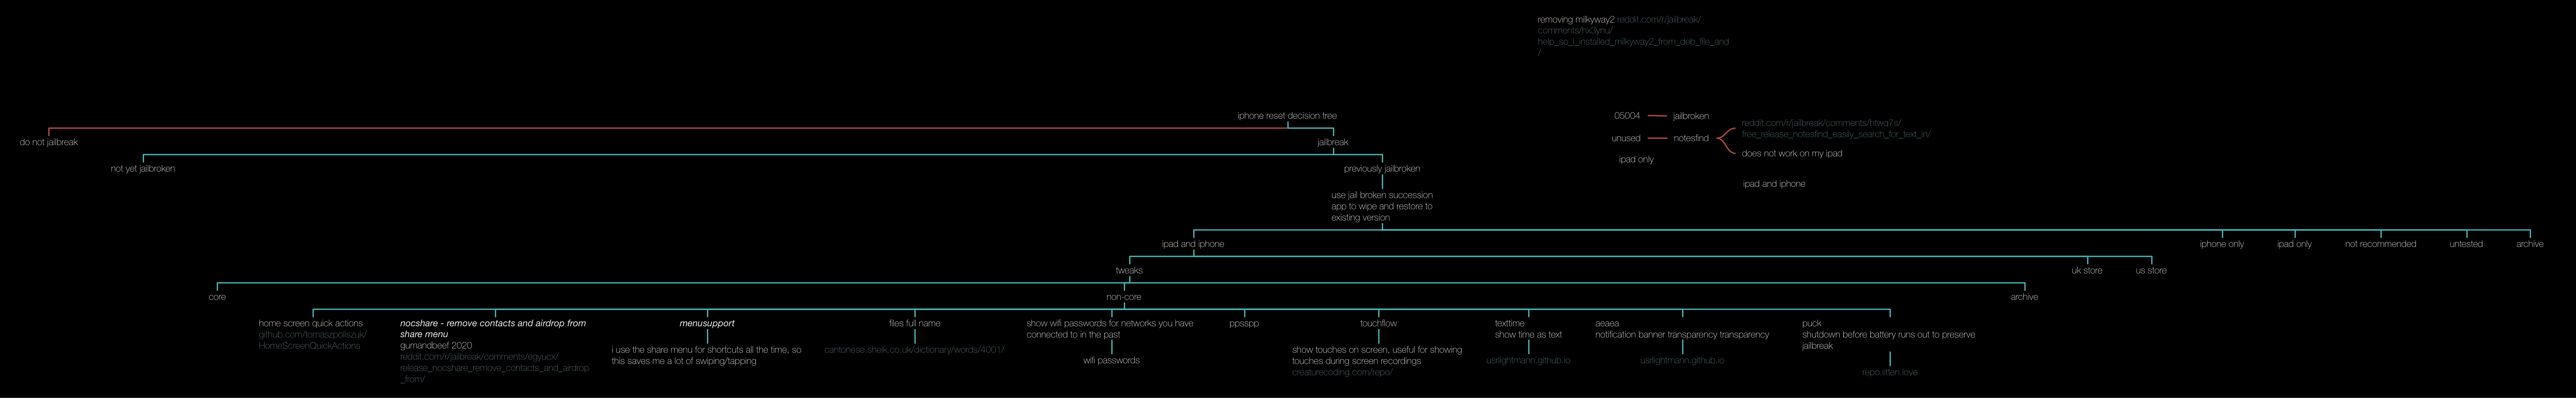 removing milkyway2 reddit.com/r/jailbreak/
comments/hx3ynu/
help_so_i_installed_milkyway2_from_deb_file_and
/
iphone reset decision tree
05004
jailbroken
reddit.com/r/jailbreak/comments/htwq7s/
free_release_notesfind_easily_search_for_text_in/
unused
notesfind
does not work on my ipad
ipad only
ipad and iphone
do not jailbreak
jailbreak
not yet jailbroken
previously jailbroken
use jail broken succession
app to wipe and restore to
existing version
ipad and iphone
iphone only
ipad only
not recommended
untested
archive
tweaks
uk store
us store
core
non-core
archive
home screen quick actions
github.com/tomaszpoliszuk/
HomeScreenQuickActions
nocshare - remove contacts and airdrop from
share menu
gumandbeef 2020
reddit.com/r/jailbreak/comments/egyucx/
release_nocshare_remove_contacts_and_airdrop
_from/
menusupport
i use the share menu for shortcuts all the time, so
this saves me a lot of swiping/tapping
files full name
cantonese.sheik.co.uk/dictionary/words/4001/
show wifi passwords for networks you have
connected to in the past
wifi passwords
ppsspp
touchflow
show touches on screen, useful for showing
touches during screen recordings
creaturecoding.com/repo/
texttime
show time as text
usrlightmann.github.io
aeaea
notification banner transparency transparency
usrlightmann.github.io
puck
shutdown before battery runs out to preserve
jailbreak
repo.litten.love